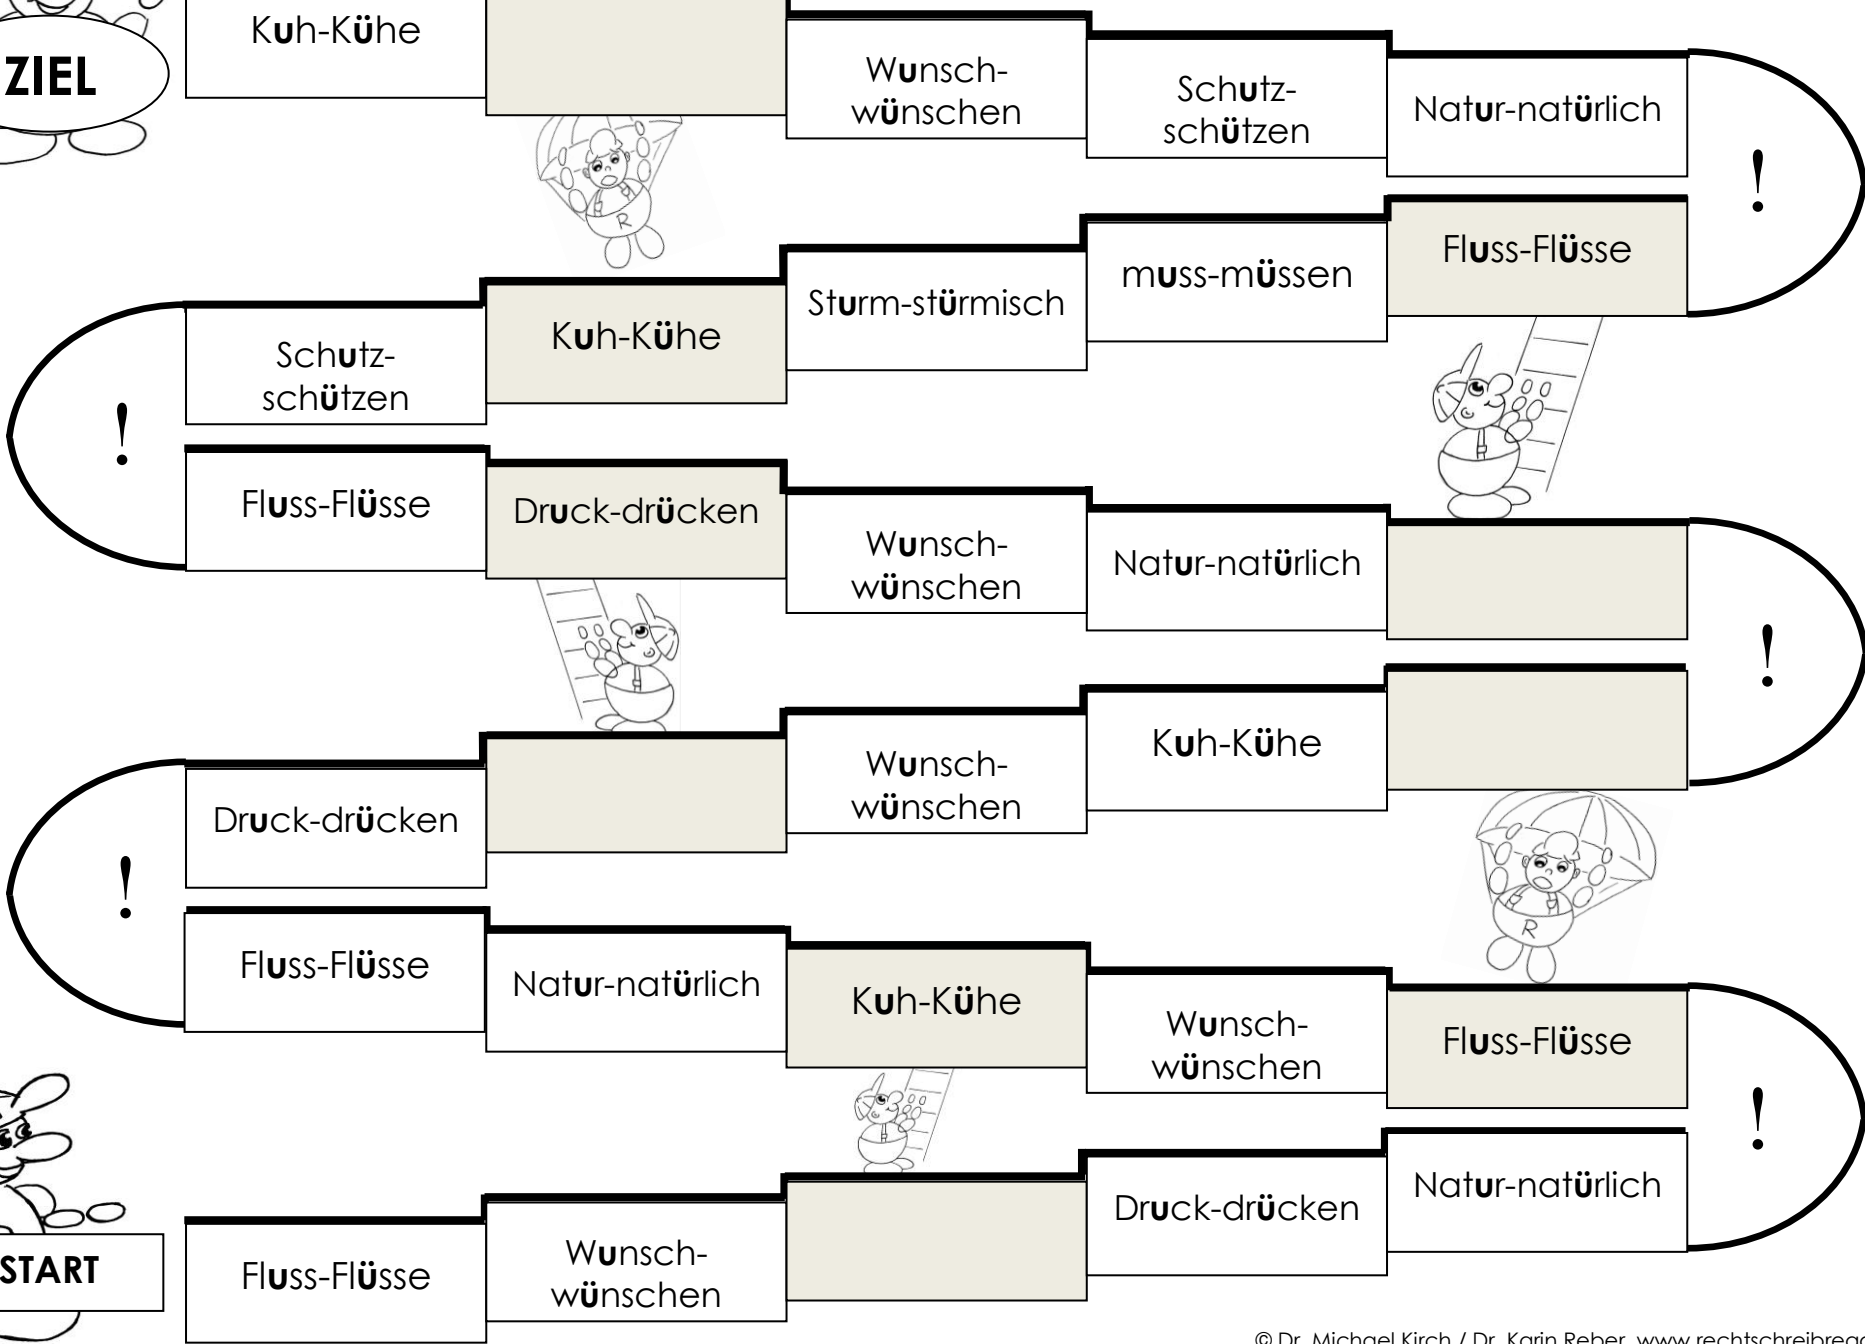 Kuh-Kühe
ZIEL
Wunsch-
wünschen
Schutz-
schützen
Natur-natürlich
!
R
Fluss-Flüsse
muss-müssen
Sturm-stürmisch
Kuh-Kühe
Schutz-
schützen
!
Fluss-Flüsse
Druck-drücken
Wunsch-
wünschen
Natur-natürlich
!
Kuh-Kühe
Wunsch-
wünschen
Druck-drücken
!
R
Fluss-Flüsse
Natur-natürlich
Kuh-Kühe
Wunsch-
wünschen
Fluss-Flüsse
!
Natur-natürlich
Druck-drücken
Wunsch-
wünschen
Fluss-Flüsse
START
© Dr. Michael Kirch / Dr. Karin Reber